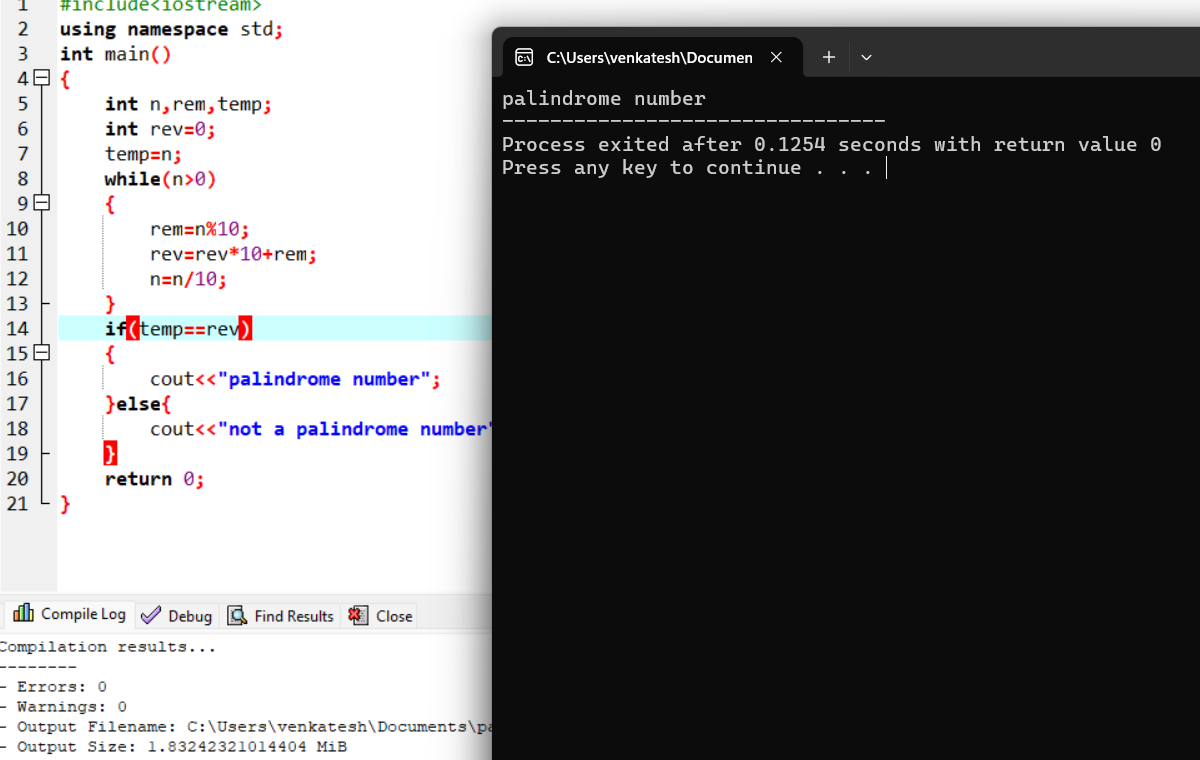 1 #include<iostream>
2 using namespace std;
3 int main()
4 {
5 int n,rem,temp;
6 int rev=0;
7 temp=n;
8 while(n>0)
9 {
10 rem=n%10;
11 rev=rev*10+rem;
12 n=n/10;
13 }
14 if(temp==rev)
15 {
16 cout<<"palindrome number";
17 }else{
18 cout<<"not a palindrome number"
19 }
20 return 0;
21 }
C:\Users\venkatesh\Documen
palindrome number
--------------------------------
Process exited after 0.1254 seconds with return value 0
Press any key to continue . . .
Compile Log Debug Find Results Close
Compilation results...
--------
- Errors: 0
- Warnings: 0
- Output Filename: C:\Users\venkatesh\Documents\pa
- Output Size: 1.83242321014404 MiB